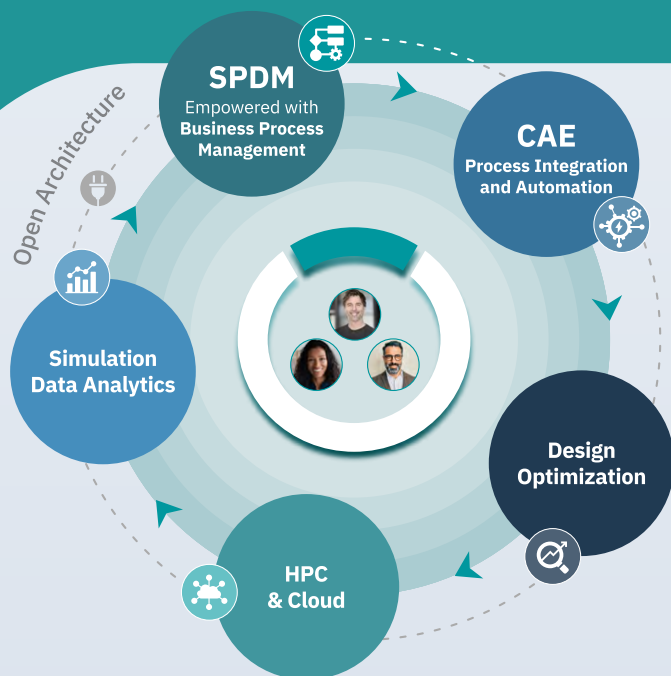 SPDM
Empowered with
Business Process
Management
CAE
Process Integration
and Automation
Design
Optimization
HPC
& Cloud
Simulation
Data Analytics
Open Architecture